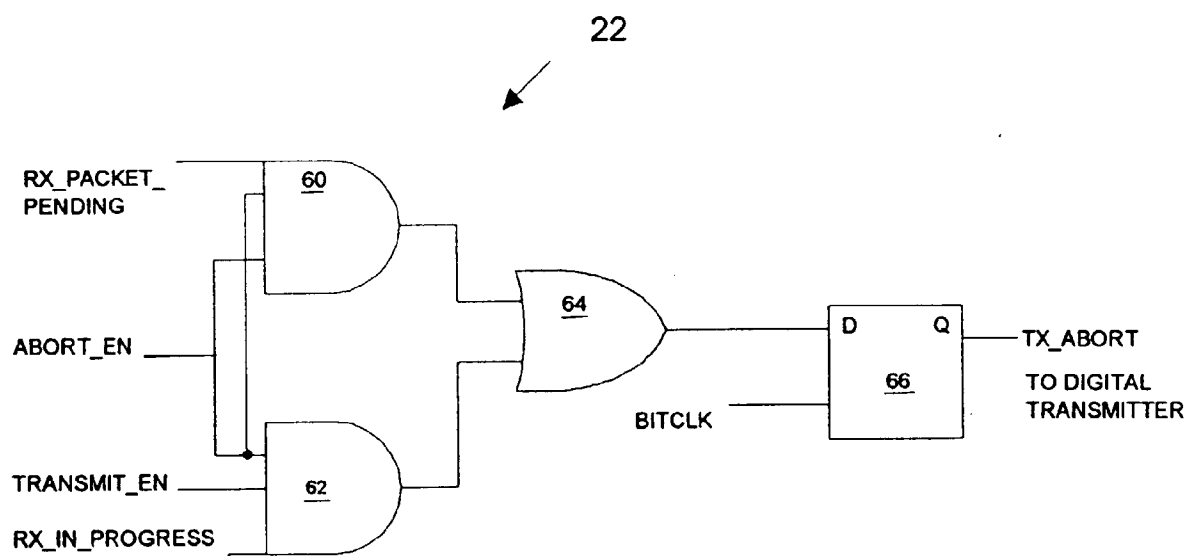 22
RX_PACKET_
PENDING
60
ABORT_EN
64
D Q
66
TX_ABORT
TO DIGITAL
TRANSMITTER
BITCLK
TRANSMIT_EN
62
RX_IN_PROGRESS